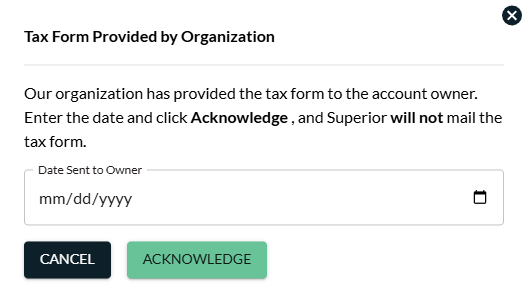 Tax Form Provided by Organization
Our organization has provided the tax form to the account owner.
Enter the date and click Acknowledge , and Superior will not mail the
tax form.
Date Sent to Owner
mm/dd/yyyy
CANCEL
ACKNOWLEDGE